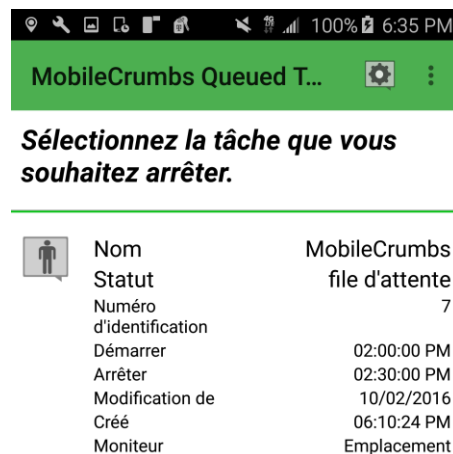 100% 6:35 PM
MobileCrumbs Queued T...
Sélectionnez la tâche que vous
souhaitez arrêter.
Nom MobileCrumbs
Statut file d'attente
Numéro d'identification 7
Démarrer 02:00:00 PM
Arrêter 02:30:00 PM
Modification de 10/02/2016
Créé 06:10:24 PM
Moniteur Emplacement